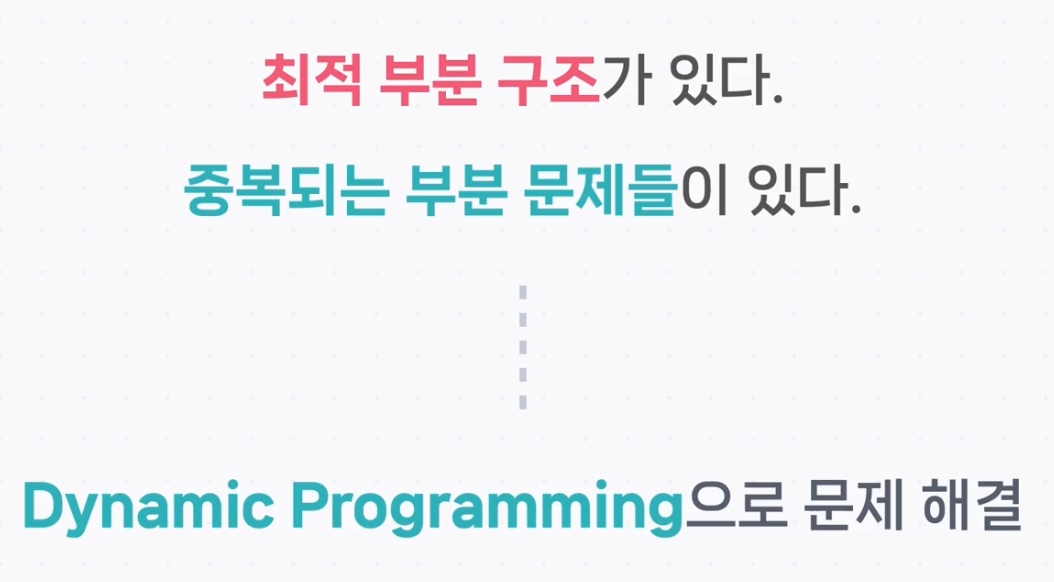 최적 부분 구조가 있다.
중복되는 부분 문제들이 있다.
Dynamic Programming으로 문제 해결